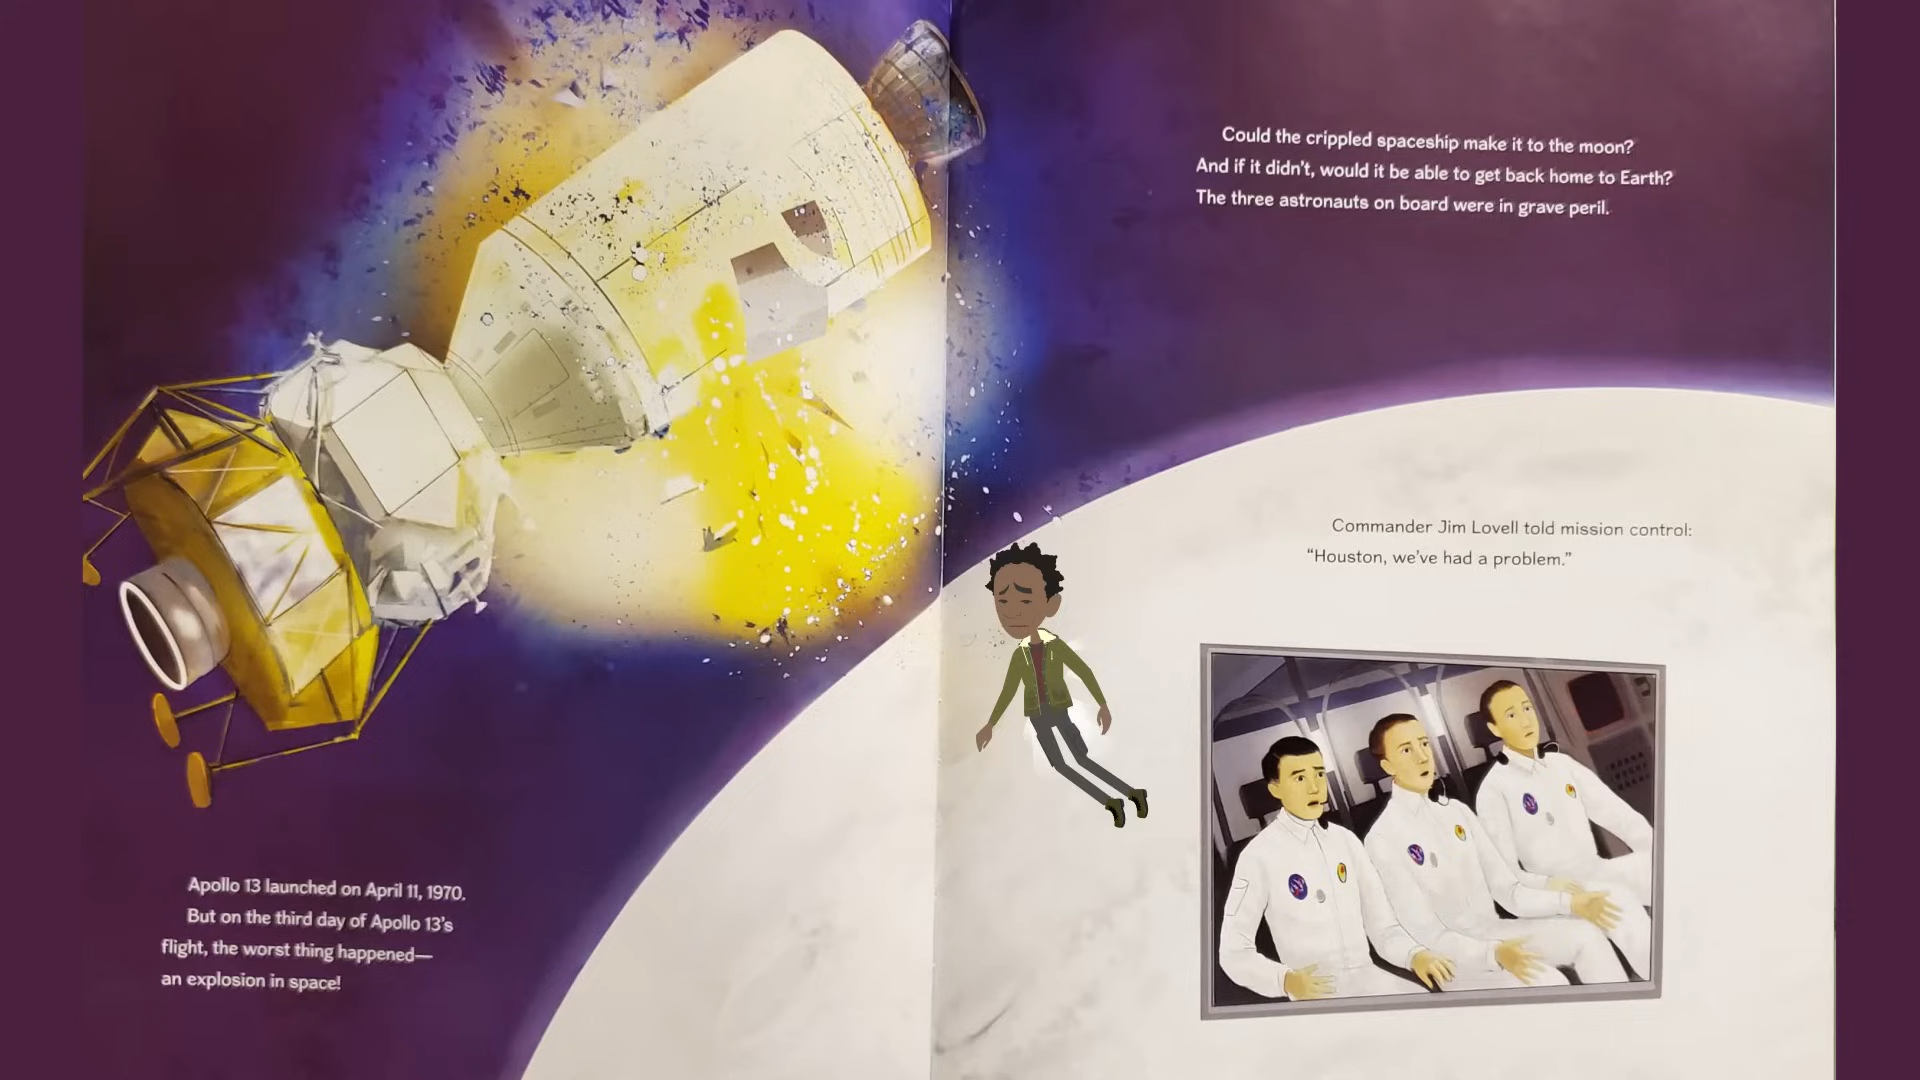 Apollo 13 launched on April 11, 1970.
But on the third day of Apollo 13's
flight, the worst thing happened—
an explosion in space!
Could the crippled spaceship make it to the moon?
And if it didn't, would it be able to get back home to Earth?
The three astronauts on board were in grave peril.
Commander Jim Lovell told mission control:
“Houston, we've had a problem.”